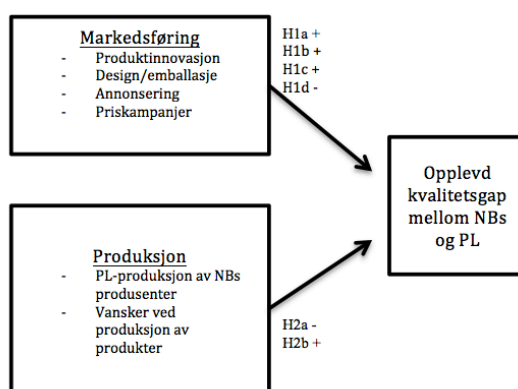 Markedsføring
- Produktinnovasjon
- Design/emballasje
- Annonsering
- Priskampanjer
H1a +
H1b +
H1c +
H1d -
Opplevd
kvalitetsgap
mellom NBs
og PL
Produksjon
- PL-produksjon av NBs
produsenter
- Vansker ved
produksjon av
produkter
H2a -
H2b +